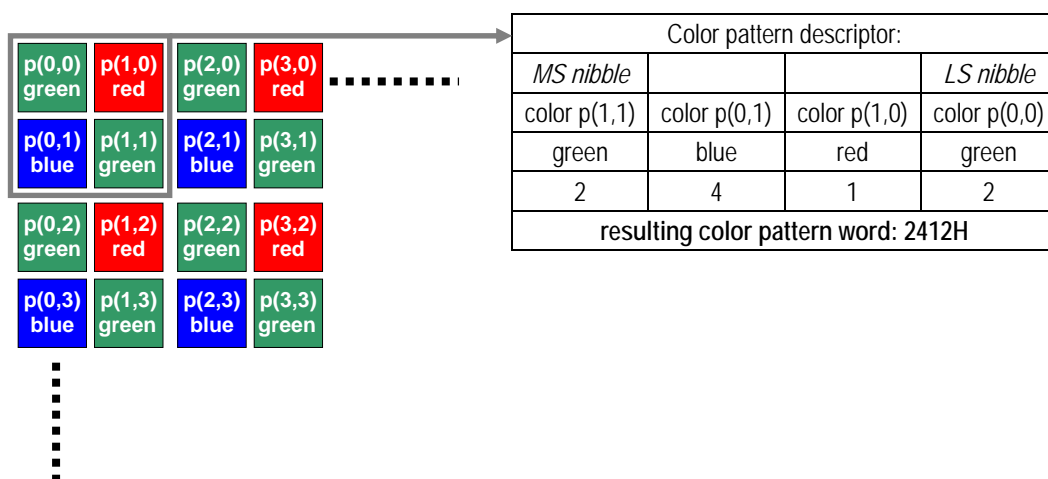 p(0,0) p(1,0) p(2,0) p(3,0)
green red green red
p(0,1) p(1,1) p(2,1) p(3,1)
blue green blue green
p(0,2) p(1,2) p(2,2) p(3,2)
green red green red
p(0,3) p(1,3) p(2,3) p(3,3)
blue green blue green
Color pattern descriptor:
MS nibble LS nibble
color p(1,1) color p(0,1) color p(1,0) color p(0,0)
green blue red green
2 4 1 2
resulting color pattern word: 2412H